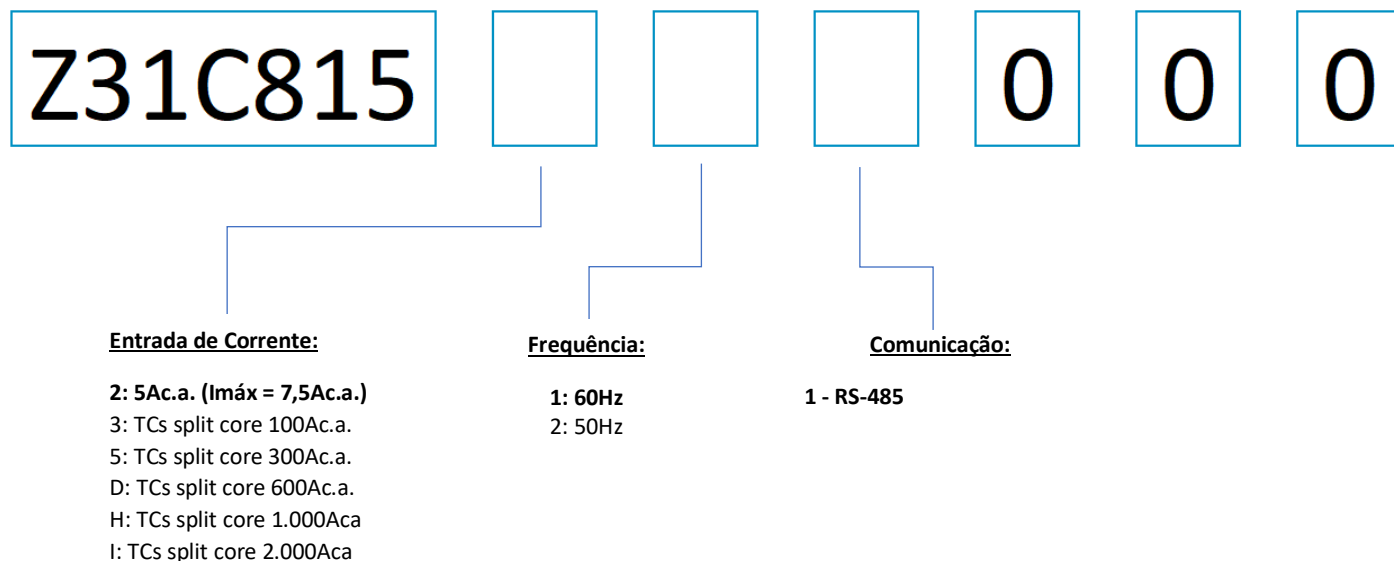 Z31C815 0 0 0
Entrada de Corrente:
2: 5Ac.a. (Imáx = 7,5Ac.a.)
3: TCs split core 100Ac.a.
5: TCs split core 300Ac.a.
D: TCs split core 600Ac.a.
H: TCs split core 1.000Aca
I: TCs split core 2.000Aca
Frequência:
1: 60Hz
2: 50Hz
Comunicação:
1 - RS-485